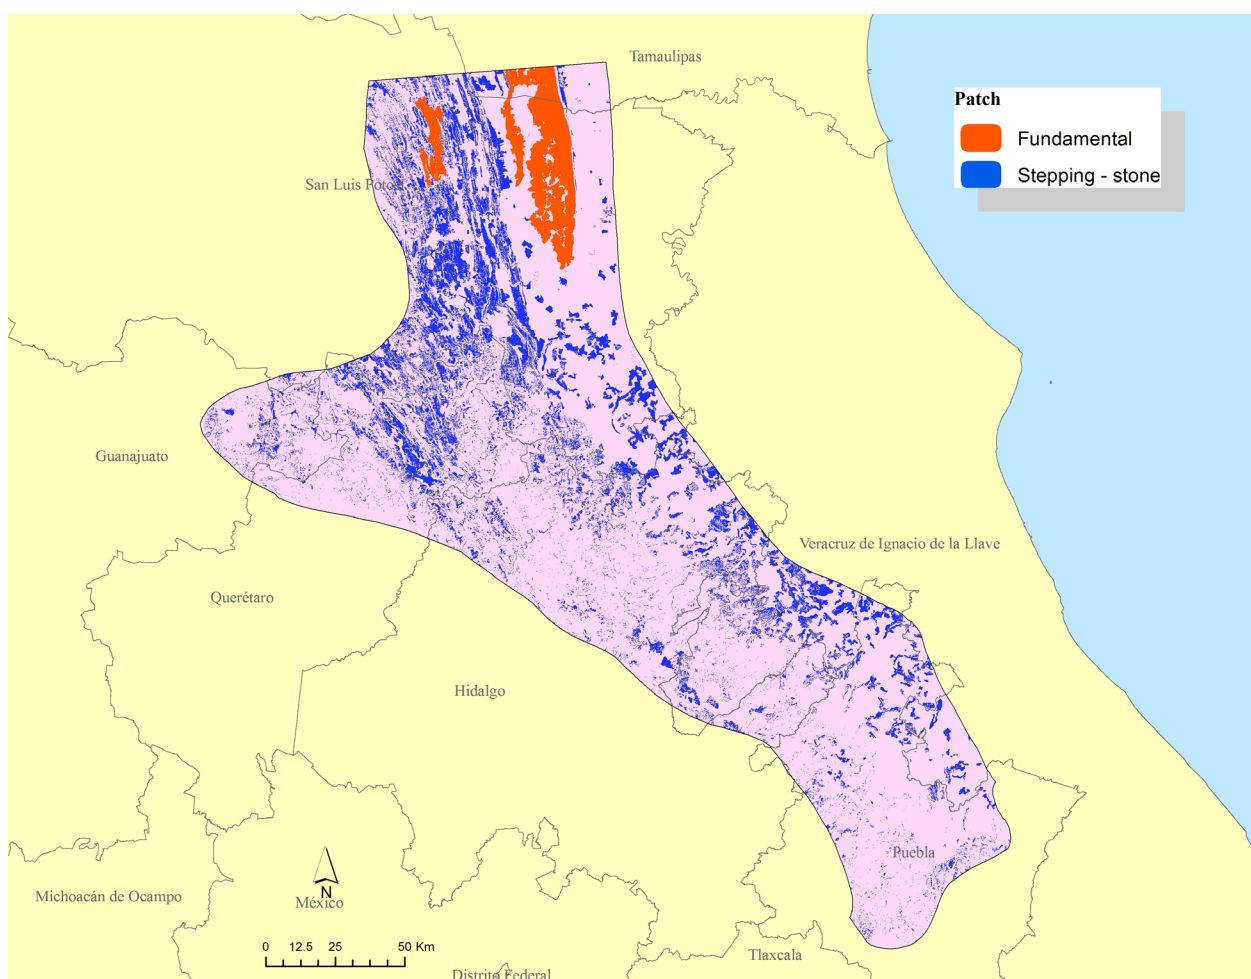 Tamaulipas
Patch
Fundamental
Stepping - stone
San Luis Potosí
Guanajuato
Veracruz de Ignacio de la Llave
Querétaro
Hidalgo
Puebla
Michoacán de Ocampo
N
México
0 12.5 25 50 Km
Tlaxcala
Distrito Federal